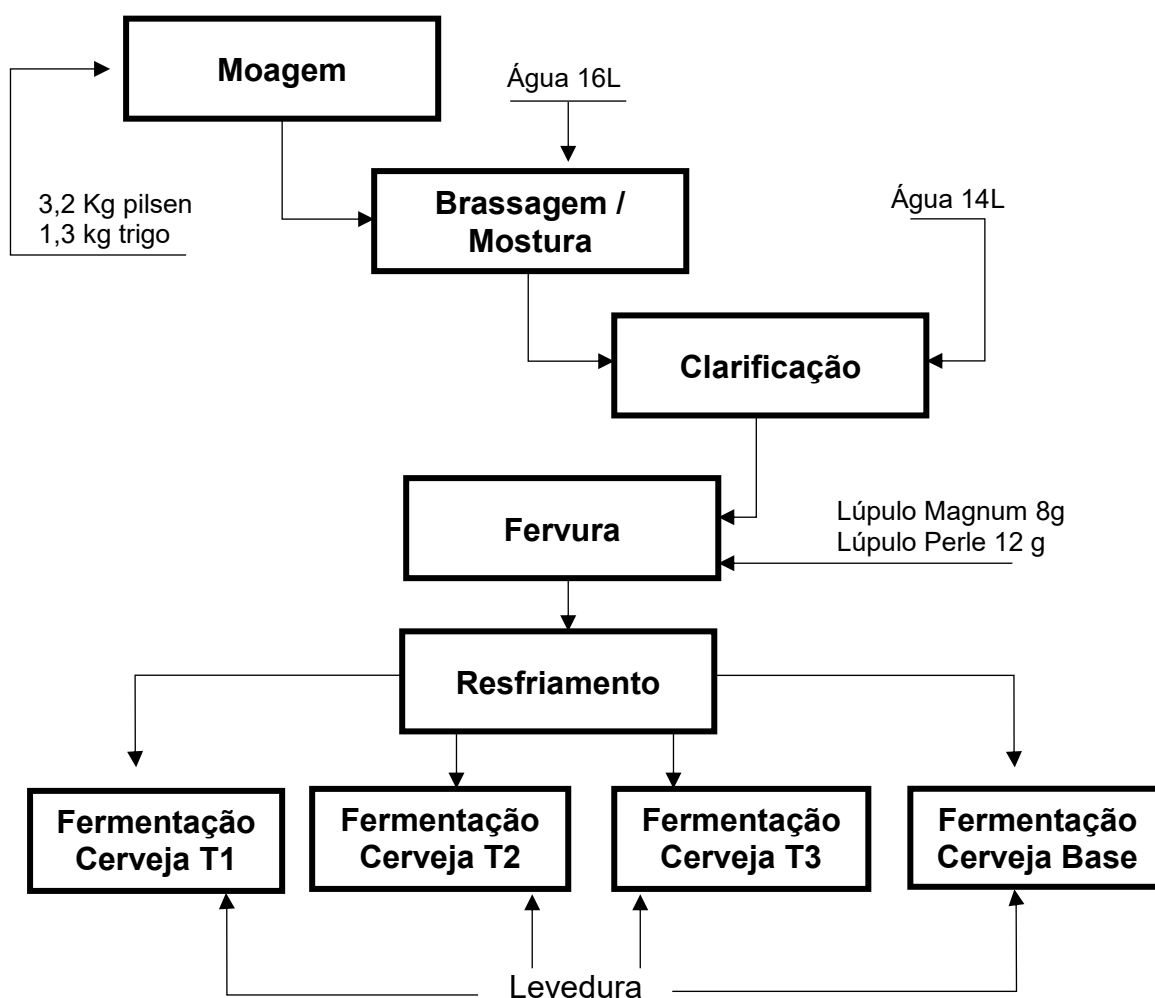 Moagem
Água 16L
3,2 Kg pilsen
1,3 kg trigo
Brassagem /
Mostura
Água 14L
Clarificação
Fervura
Lúpulo Magnum 8g
Lúpulo Perle 12 g
Resfriamento
Fermentação
Cerveja T1
Fermentação
Cerveja T2
Fermentação
Cerveja T3
Fermentação
Cerveja Base
Levedura